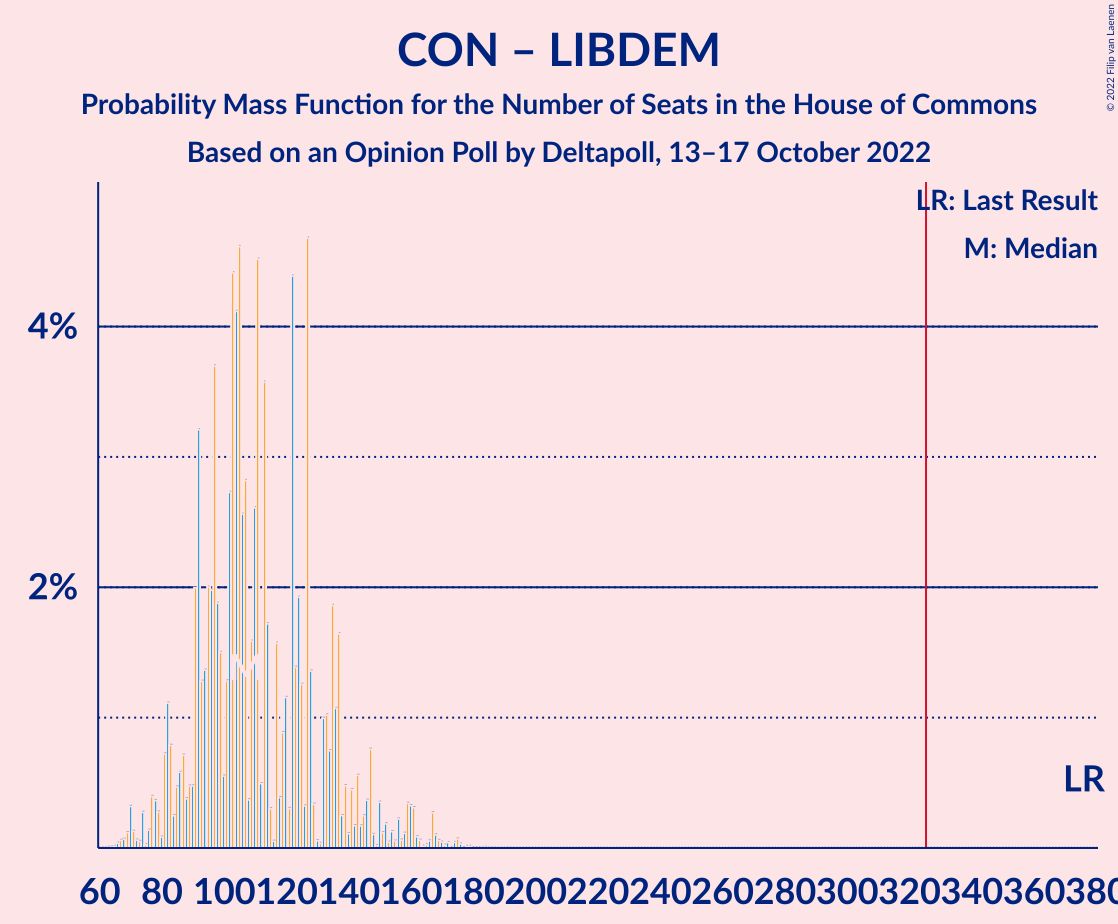 CON – LIBDEM
Probability Mass Function for the Number of Seats in the House of Commons
Based on an Opinion Poll by Deltapoll, 13–17 October 2022
© 2022 Filip van Laenen
LR: Last Result
M: Median
4%
2%
LR
60 80 100 120 140 160 180 200 220 240 260 280 300 320 340 360 380